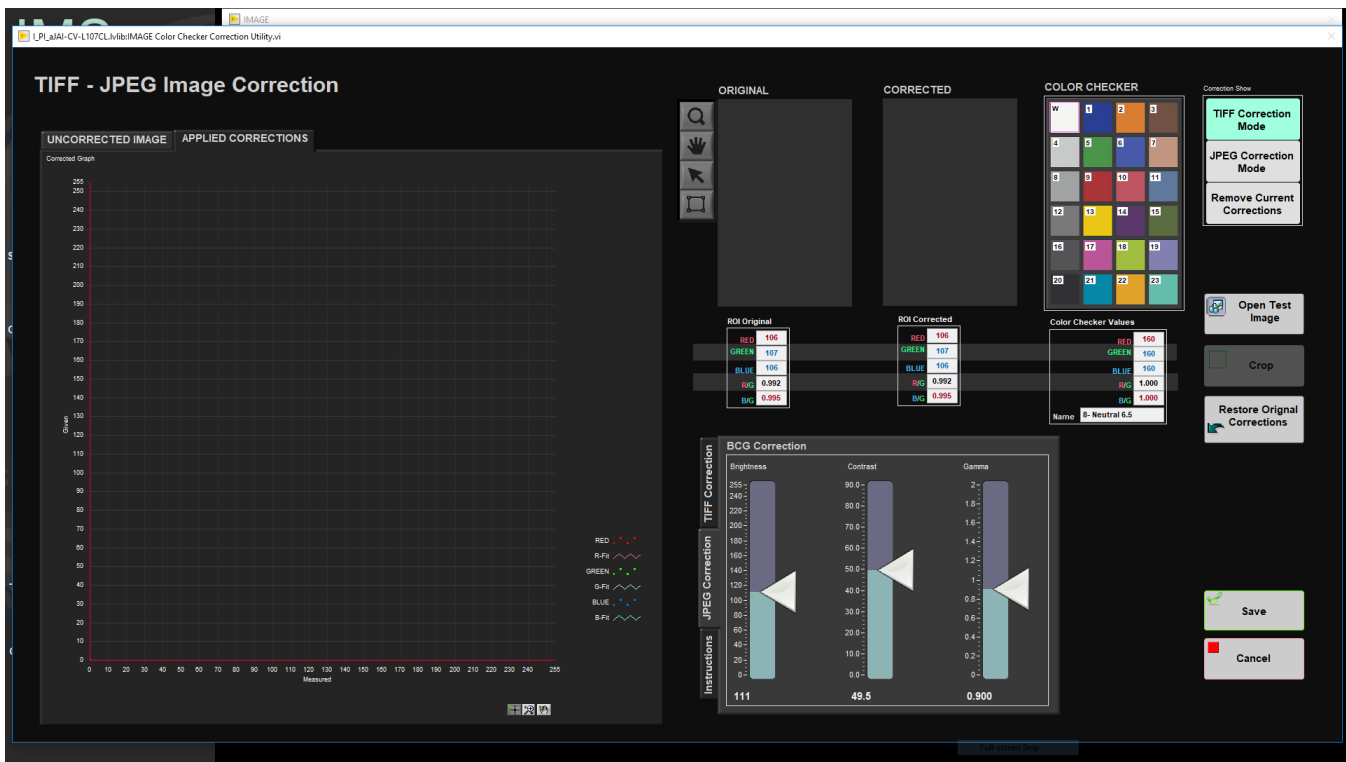 IMAGE
I_PI_aJAI-CV-L107CL.lvlib:IMAGE Color Checker Correction Utility.vi
TIFF - JPEG Image Correction
UNCORRECTED IMAGE
APPLIED CORRECTIONS
Corrected Graph
255
250
240
230
220
210
200
190
180
170
160
150
140
130
120
110
100
90
80
70
60
50
40
30
20
10
0
Given
0 10 20 30 40 50 60 70 80 90 100 110 120 130 140 150 160 170 180 190 200 210 220 230 240 255
Measured
RED
R-Fit
GREEN
G-Fit
BLUE
B-Fit
ORIGINAL
CORRECTED
COLOR CHECKER
W 1 2 3
4 5 6 7
8 9 10 11
12 13 14 15
16 17 18 19
20 21 22 23
Correction Show
TIFF Correction
Mode
JPEG Correction
Mode
Remove Current
Corrections
ROI Original
RED 106
GREEN 107
BLUE 106
R/G 0.992
B/G 0.995
ROI Corrected
RED 106
GREEN 107
BLUE 106
R/G 0.992
B/G 0.995
Color Checker Values
RED 160
GREEN 160
BLUE 160
R/G 1.000
B/G 1.000
Name 8- Neutral 6.5
Open Test
Image
Crop
Restore Orignal
Corrections
TIFF Correction
JPEG Correction
Instructions
BCG Correction
Brightness
255
240
220
200
180
160
140
120
100
80
60
40
20
0
111
Contrast
90.0
80.0
70.0
60.0
50.0
40.0
30.0
20.0
10.0
0.0
49.5
Gamma
2
1.8
1.6
1.4
1.2
1
0.8
0.6
0.4
0.2
0
0.900
Save
Cancel
Full-screen Snip